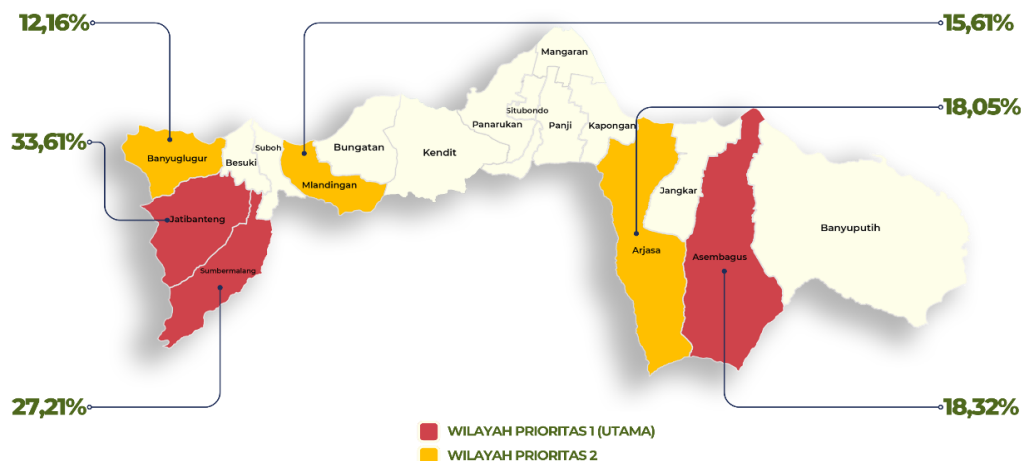 12,16%
15,61%
Mangaran
18,05%
Situbondo
33,61%
Suboh
Bungatan
Panarukan
Panji
Kapongan
Banyuglugur
Besuki
Kendit
Mlandingan
Jangkar
Jatibanteng
Banyuputih
Arjasa
Asembagus
Sumbermalang
27,21%
18,32%
WILAYAH PRIORITAS 1 (UTAMA)
WILAYAH PRIORITAS 2